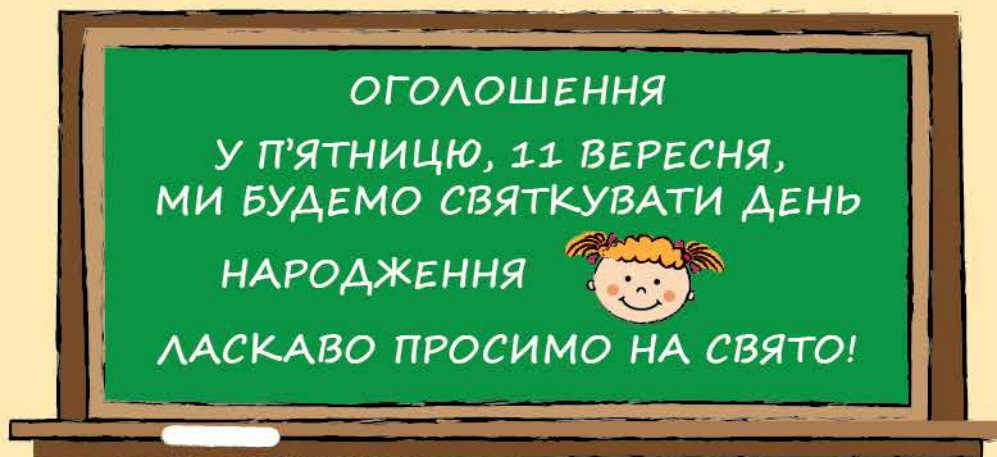 ОГОЛОШЕННЯ
У П'ЯТНИЦЮ, 11 ВЕРЕСНЯ,
МИ БУДЕМО СВЯТКУВАТИ ДЕНЬ
НАРОДЖЕННЯ
ЛАСКАВО ПРОСИМО НА СВЯТО!